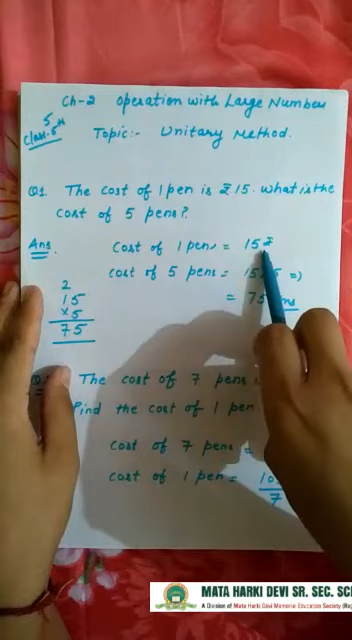 Ch-2 Operation with Large Numbers
Class-5th
Topic:- Unitary Method.
Q1 The cost of 1 pen is ₹15. What is the
cost of 5 pens?
Ans. Cost of 1 pen = 15 ₹
Cost of 5 pens = 15
= 75
2
15
×5
75
The cost of 7 pens
Find the cost of 1 pen
Cost of 7 pens =
Cost of 1 pen =
7
MATA HARKI DEVI SR. SEC.
A Division of Mata Harki Devi Memorial Education Society